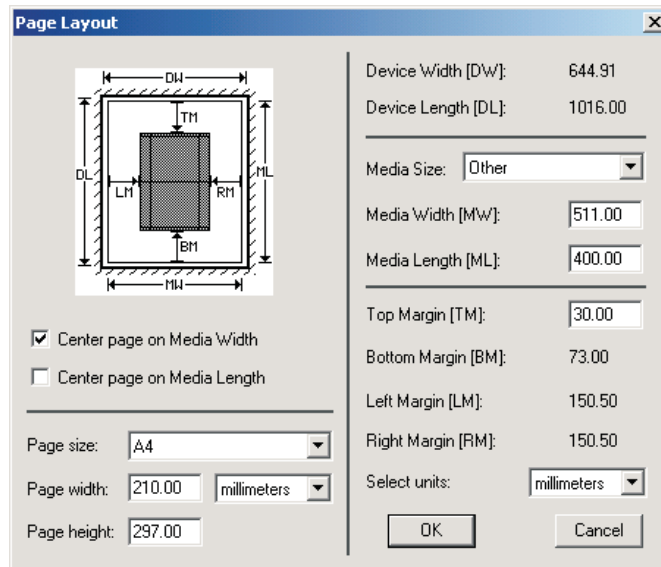 Page Layout
DW
TM
DL
ML
LM
RM
BM
MW
Center page on Media Width
Center page on Media Length
Page size: A4
Page width: 210.00 millimeters
Page height: 297.00
Device Width [DW]: 644.91
Device Length [DL]: 1016.00
Media Size: Other
Media Width [MW]: 511.00
Media Length [ML]: 400.00
Top Margin [TM]: 30.00
Bottom Margin [BM]: 73.00
Left Margin [LM]: 150.50
Right Margin [RM]: 150.50
Select units: millimeters
OK Cancel